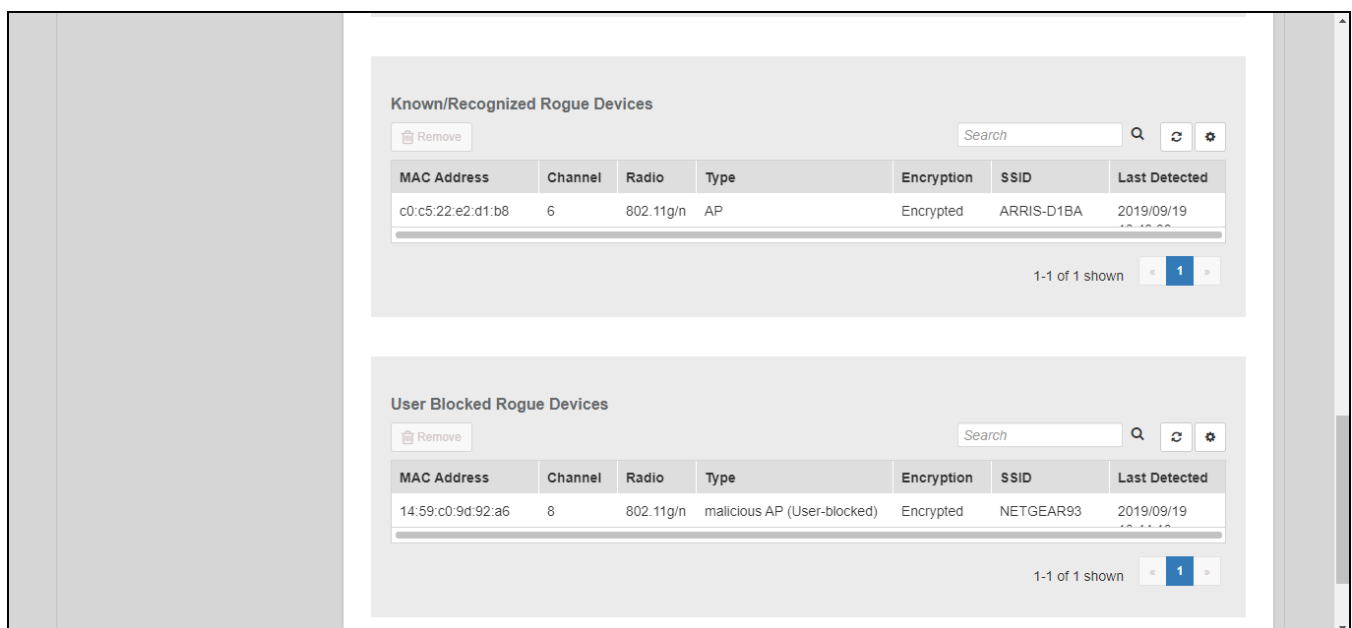 Known/Recognized Rogue Devices
Remove
Search
MAC Address Channel Radio Type Encryption SSID Last Detected
c0:c5:22:e2:d1:b8 6 802.11g/n AP Encrypted ARRIS-D1BA 2019/09/19
1-1 of 1 shown « 1 »
User Blocked Rogue Devices
Remove
Search
MAC Address Channel Radio Type Encryption SSID Last Detected
14:59:c0:9d:92:a6 8 802.11g/n malicious AP (User-blocked) Encrypted NETGEAR93 2019/09/19
1-1 of 1 shown « 1 »